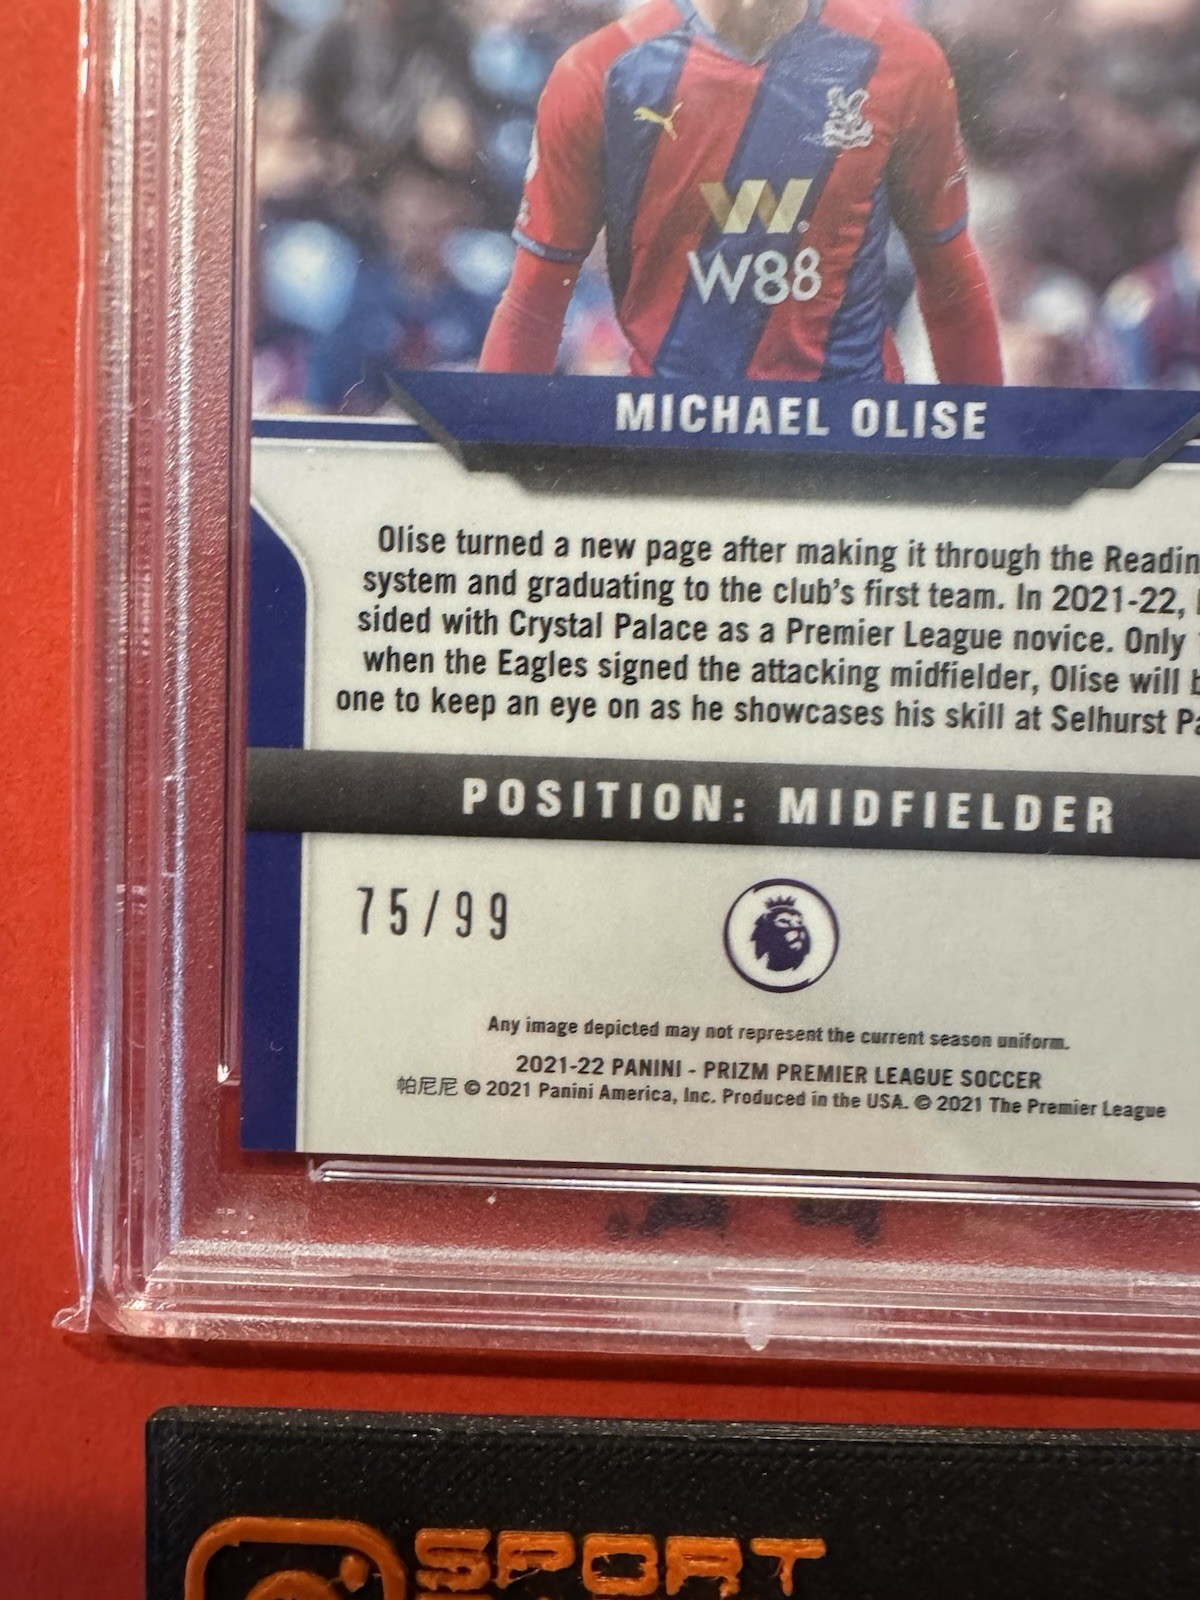 W
W88
MICHAEL OLISE
Olise turned a new page after making it through the Readin
system and graduating to the club's first team. In 2021-22,
sided with Crystal Palace as a Premier League novice. Only
when the Eagles signed the attacking midfielder, Olise will b
one to keep an eye on as he showcases his skill at Selhurst Pa
POSITION: MIDFIELDER
75/99
Any image depicted may not represent the current season uniform.
2021-22 PANINI - PRIZM PREMIER LEAGUE SOCCER
帕尼尼 © 2021 Panini America, Inc. Produced in the USA. © 2021 The Premier League
SPORT